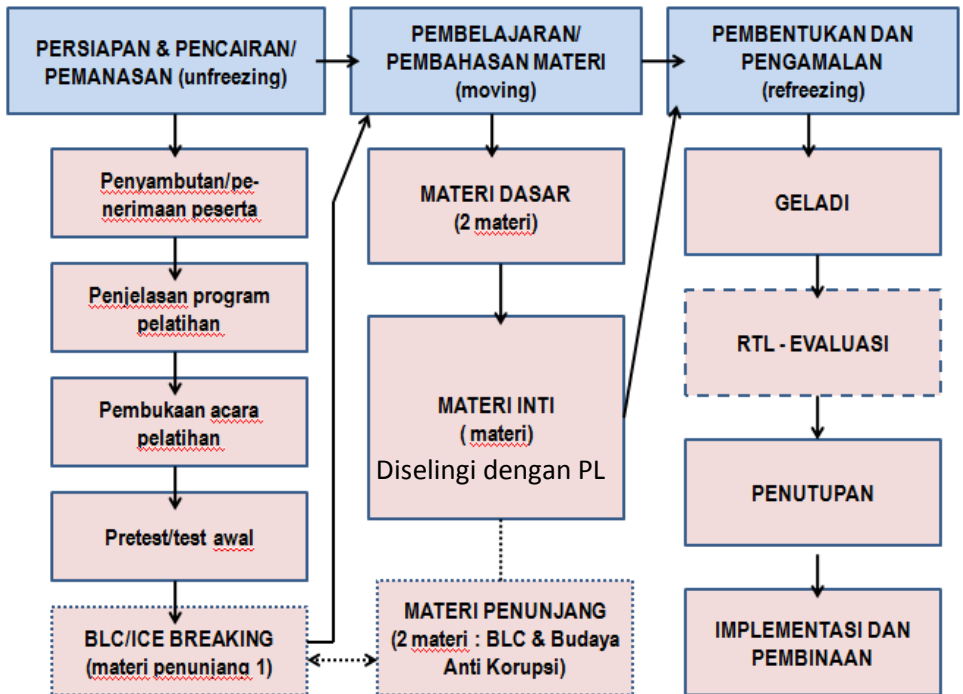 PERSIAPAN & PENCAIRAN/
PEMANASAN (unfreezing)
Penyambutan/pe-
nerimaan peserta
Penjelasan program
pelatihan
Pembukaan acara
pelatihan
Pretest/test awal
BLC/ICE BREAKING
(materi penunjang 1)
PEMBELAJARAN/
PEMBAHASAN MATERI
(moving)
MATERI DASAR
(2 materi)
MATERI INTI
( materi)
Diselingi dengan PL
MATERI PENUNJANG
(2 materi : BLC & Budaya
Anti Korupsi)
PEMBENTUKAN DAN
PENGAMALAN
(refreezing)
GELADI
RTL - EVALUASI
PENUTUPAN
IMPLEMENTASI DAN
PEMBINAAN